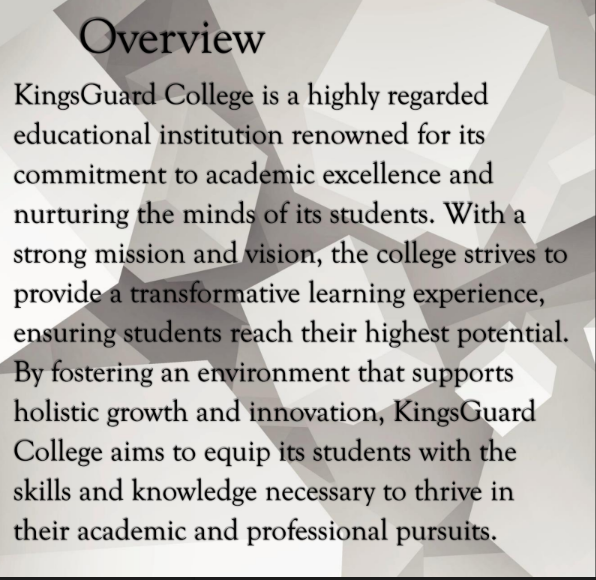 Overview
KingsGuard College is a highly regarded
educational institution renowned for its
commitment to academic excellence and
nurturing the minds of its students. With a
strong mission and vision, the college strives to
provide a transformative learning experience,
ensuring students reach their highest potential.
By fostering an environment that supports
holistic growth and innovation, KingsGuard
College aims to equip its students with the
skills and knowledge necessary to thrive in
their academic and professional pursuits.